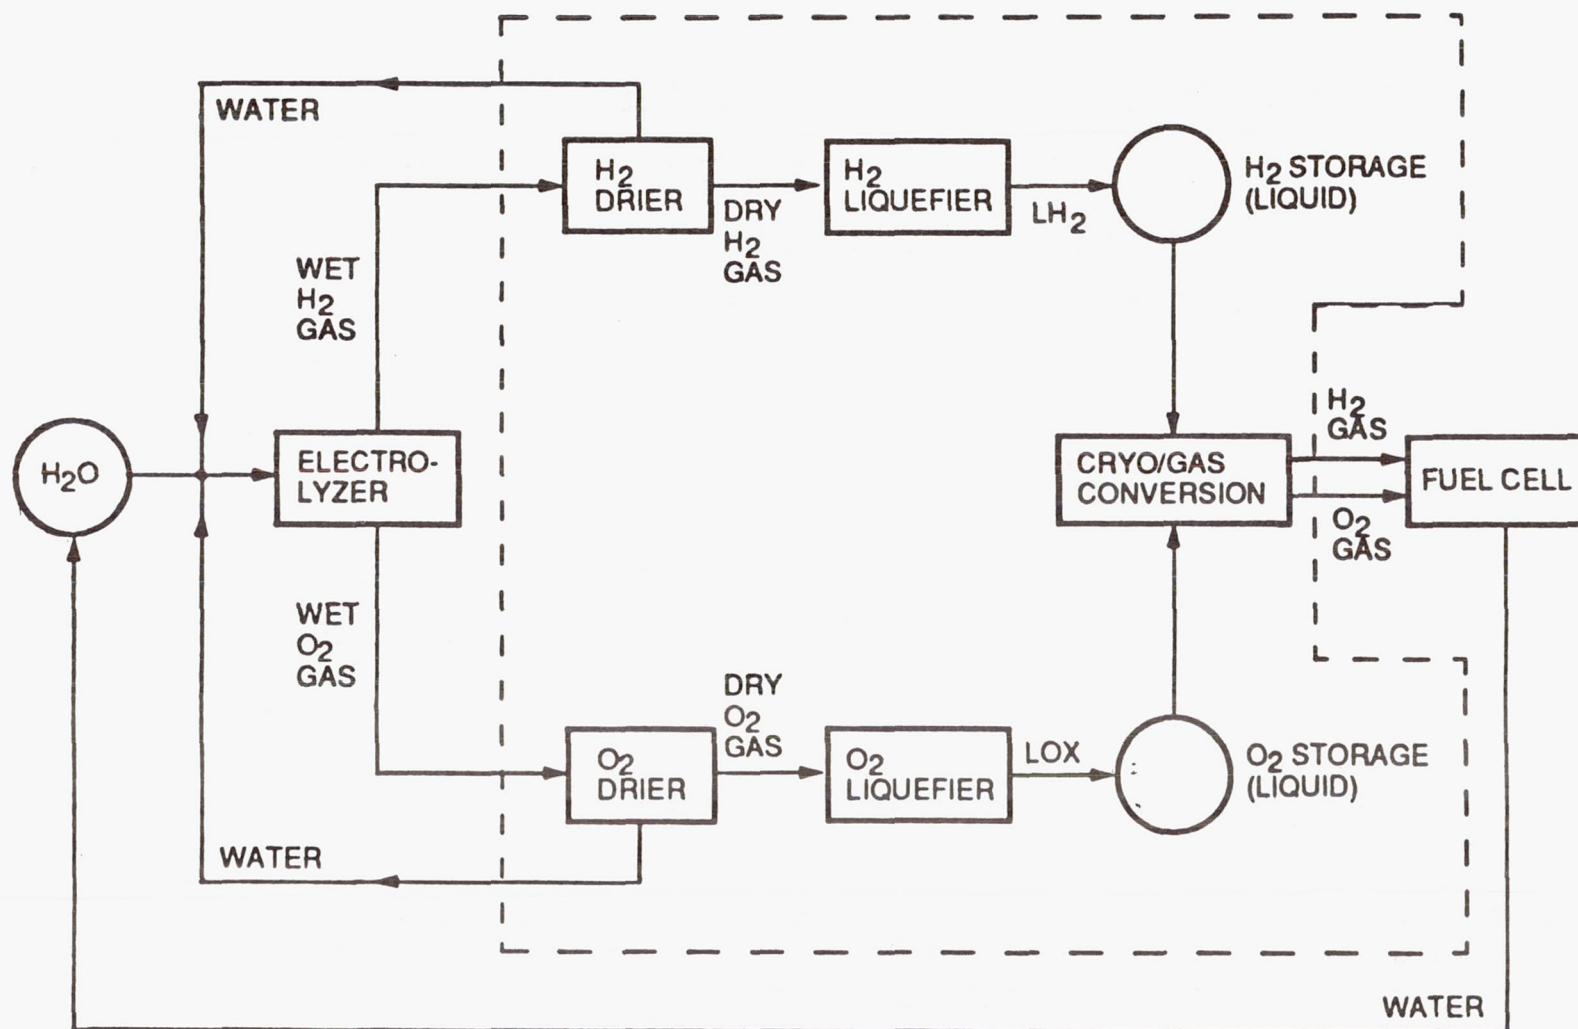 WATER
H2
DRIER
H2
LIQUEFIER
H2 STORAGE
(LIQUID)
DRY
H2
GAS
LH2
WET
H2
GAS
H2O
ELECTRO-
LYZER
CRYO/GAS
CONVERSION
H2
GAS
O2
GAS
FUEL CELL
WET
O2
GAS
DRY
O2
GAS
O2
DRIER
O2
LIQUEFIER
LOX
O2 STORAGE
(LIQUID)
WATER
WATER